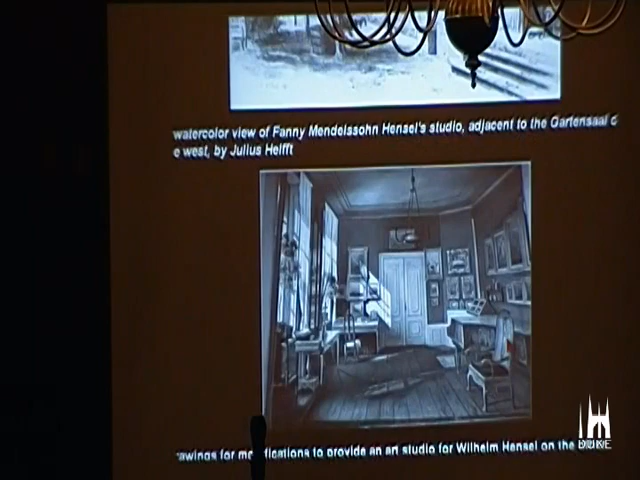 watercolor view of Fanny Mendelssohn Hensel's studio, adjacent to the Gartensaal
e west, by Julius Helfft
awings for modifications to provide an art studio for Wilhelm Hensel on the
DUKE